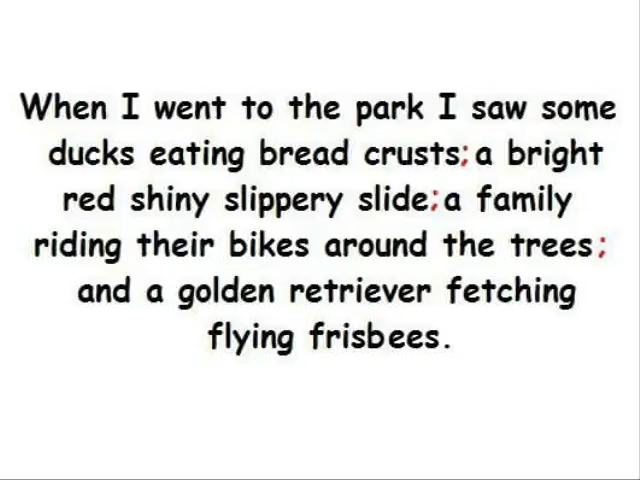 When I went to the park I saw some
ducks eating bread crusts; a bright
red shiny slippery slide; a family
riding their bikes around the trees;
and a golden retriever fetching
flying frisbees.